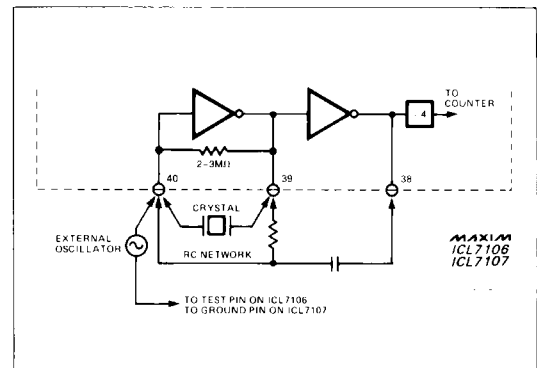 TO
COUNTER
4
2-3MΩ
40
39
38
CRYSTAL
EXTERNAL
OSCILLATOR
RC NETWORK
MAXIM
ICL7106
ICL7107
TO TEST PIN ON ICL7106
TO GROUND PIN ON ICL7107